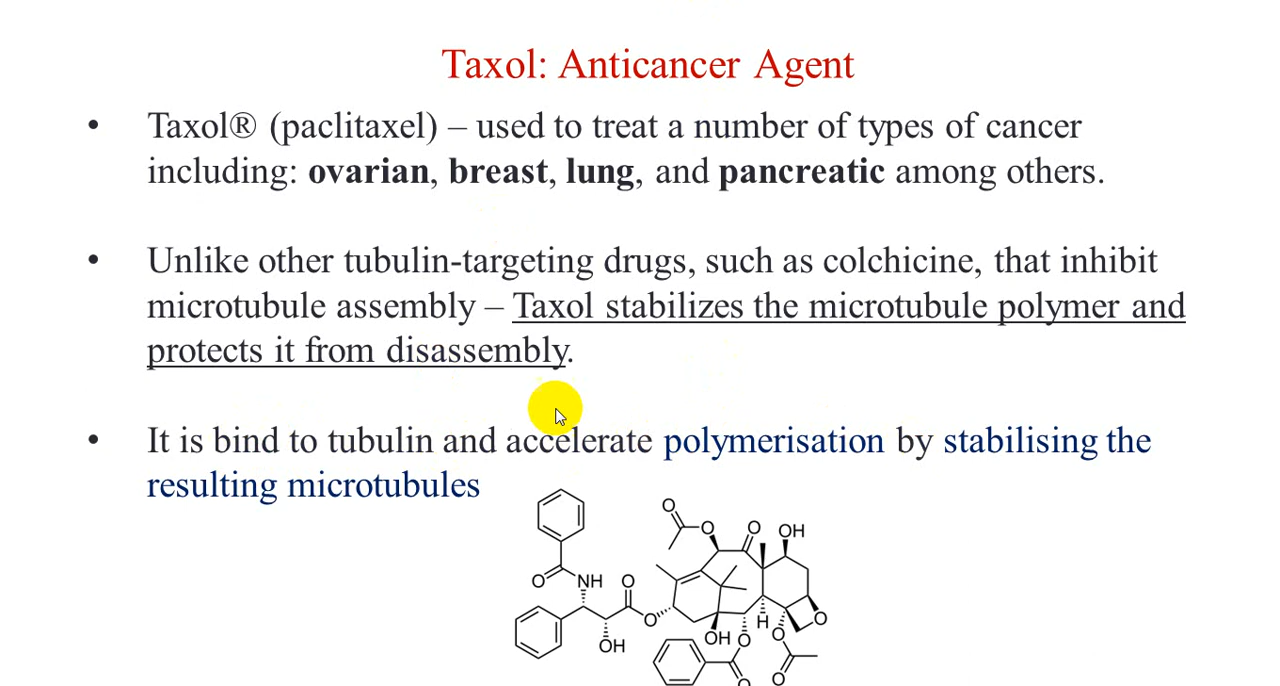 Taxol: Anticancer Agent
• Taxol® (paclitaxel) – used to treat a number of types of cancer
including: ovarian, breast, lung, and pancreatic among others.
• Unlike other tubulin-targeting drugs, such as colchicine, that inhibit
microtubule assembly – Taxol stabilizes the microtubule polymer and
protects it from disassembly.
• It is bind to tubulin and accelerate polymerisation by stabilising the
resulting microtubules
O O O OH
O NH O
O
OH OH O H O O
O O